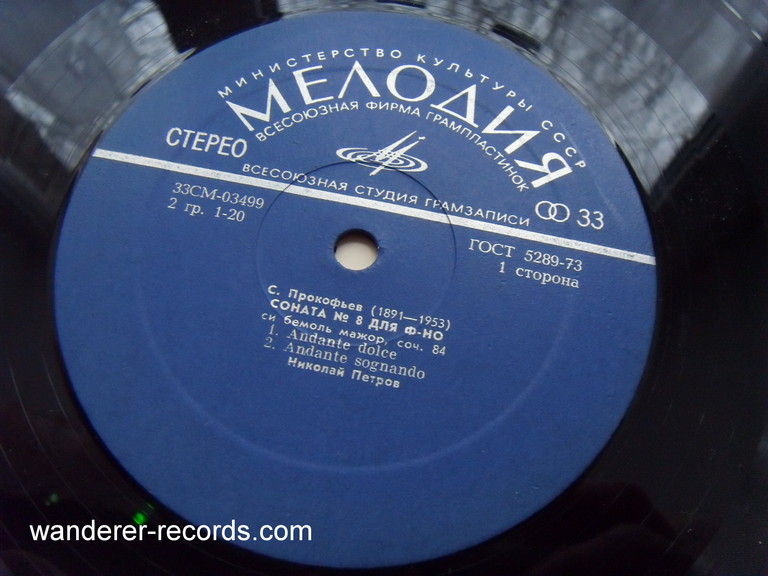 МИНИСТЕРСТВО КУЛЬТУРЫ СССР
МЕЛОДИЯ
ВСЕСОЮЗНАЯ ФИРМА ГРАМПЛАСТИНОК
СТЕРЕО
ВСЕСОЮЗНАЯ СТУДИЯ ГРАМЗАПИСИ
33
33СМ-03499
2 гр. 1-20
ГОСТ 5289-73
1 сторона
С. Прокофьев (1891—1953)
СОНАТА № 8 ДЛЯ Ф-НО
си бемоль мажор, соч. 84
1. Andante dolce
2. Andante sognando
Николай Петров
wanderer-records.com